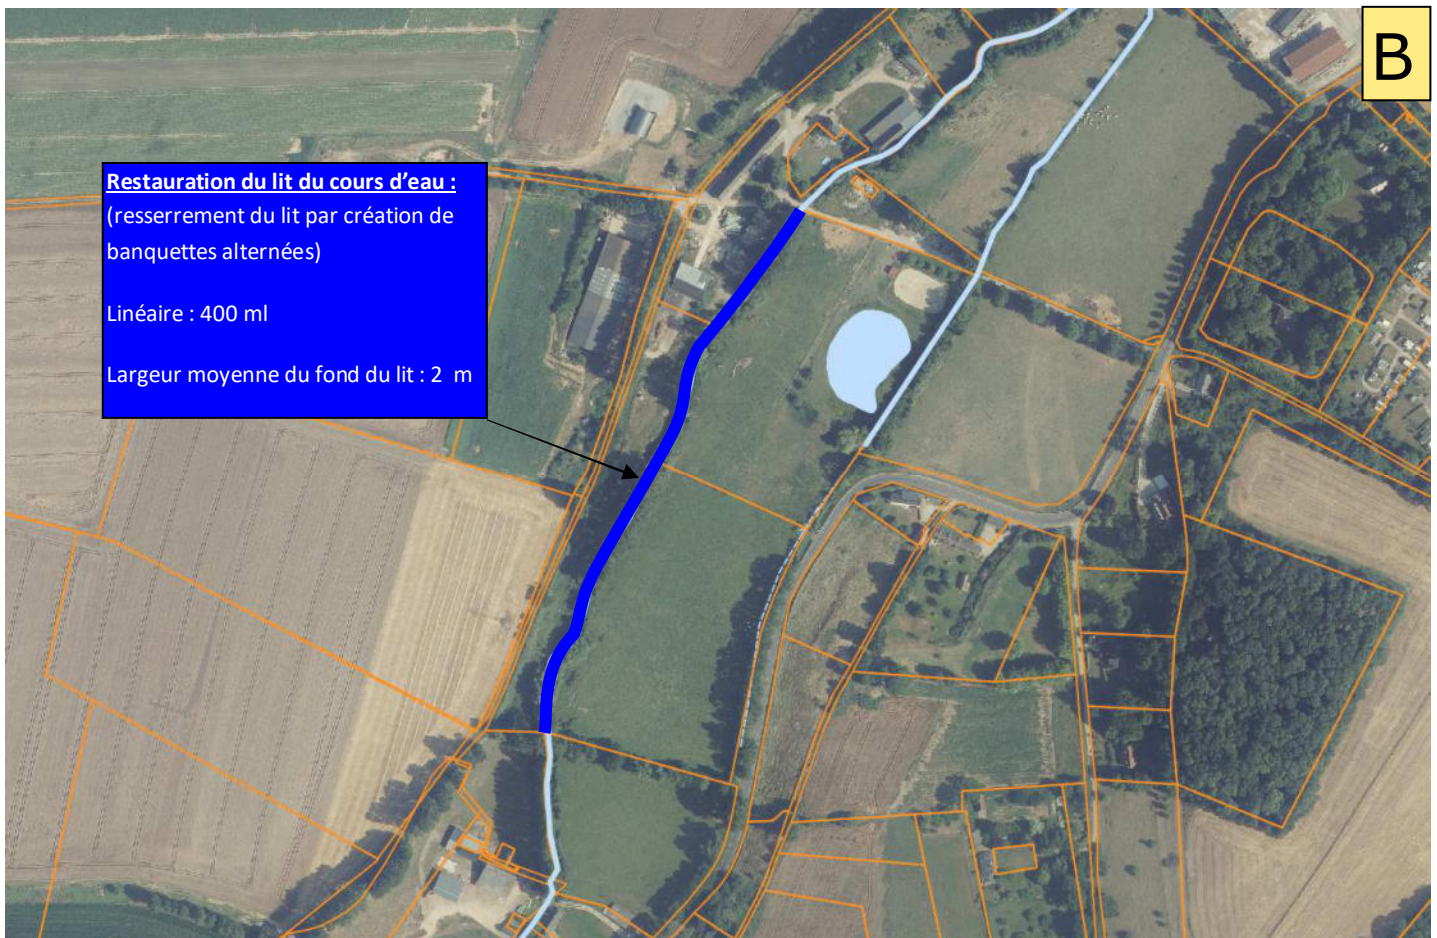 B
Restauration du lit du cours d’eau :
(resserrement du lit par création de
banquettes alternées)
Linéaire : 400 ml
Largeur moyenne du fond du lit : 2  m